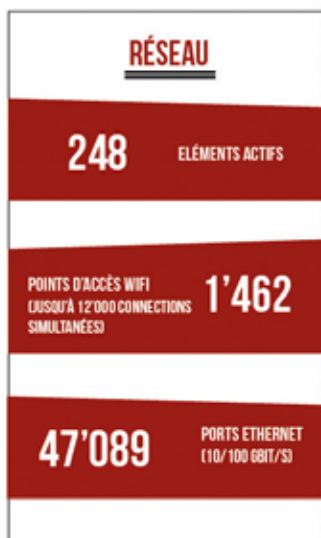 RÉSEAU
248 ELÉMENTS ACTIFS
POINTS D'ACCÈS WIFI
(JUSQU'À 12'000 CONNECTIONS
SIMULTANÉES)
1'462
47'089
PORTS ETHERNET
(10/100 GBIT/S)